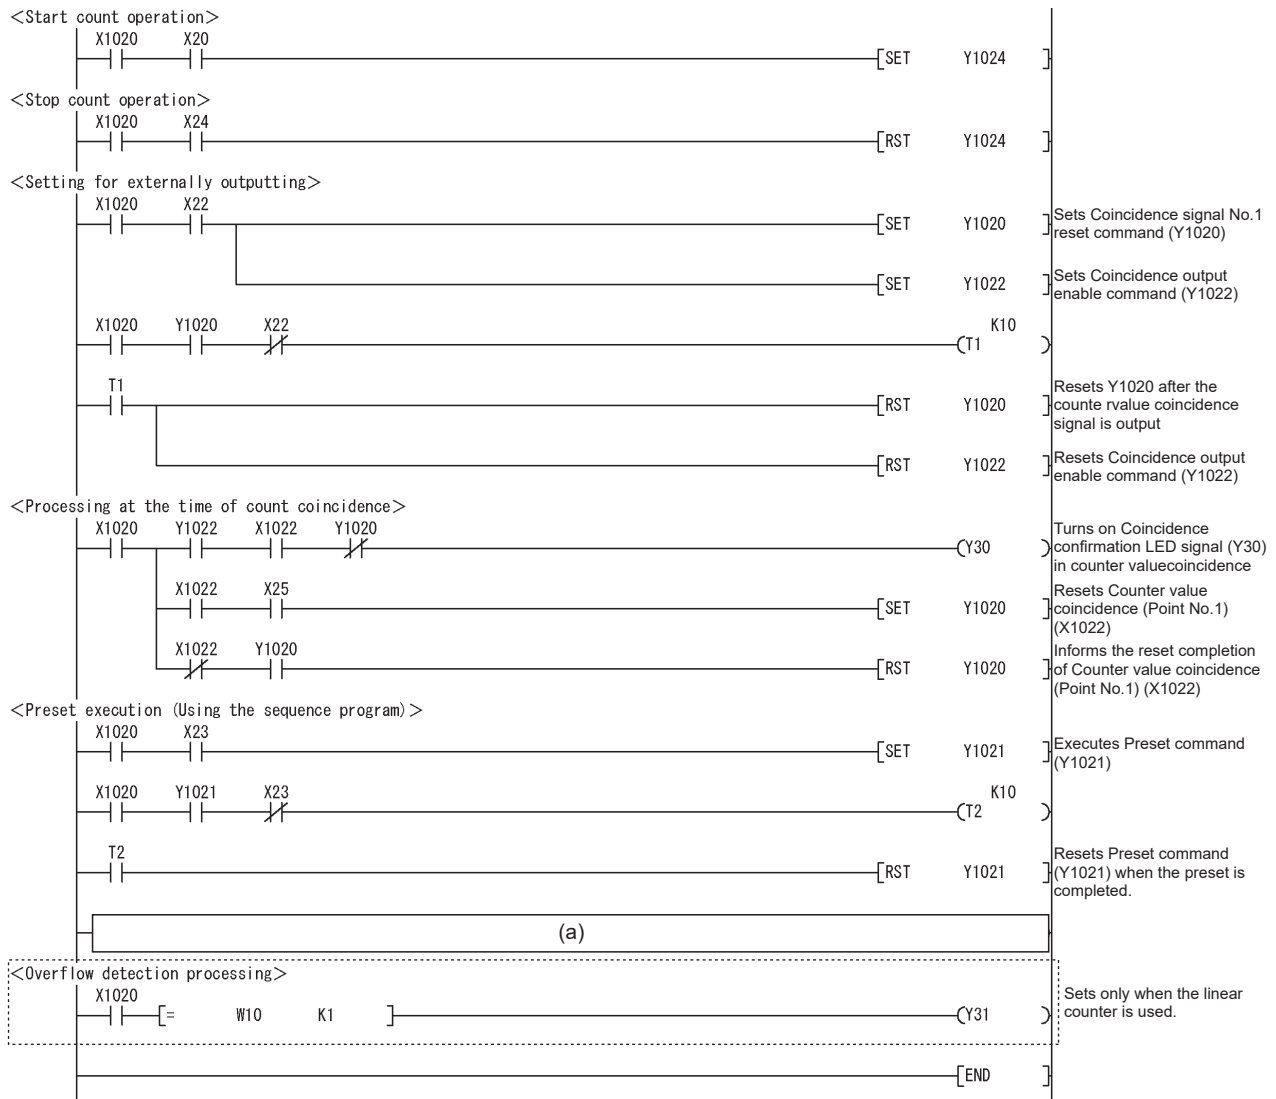 <Start count operation>
X1020 X20
SET Y1024
<Stop count operation>
X1020 X24
RST Y1024
<Setting for externally outputting>
X1020 X22
SET Y1020
Sets Coincidence signal No.1
reset command (Y1020)
SET Y1022
Sets Coincidence output
enable command (Y1022)
X1020 Y1020 X22 K10
T1
T1
RST Y1020
Resets Y1020 after the
counte rvalue coincidence
signal is output
RST Y1022
Resets Coincidence output
enable command (Y1022)
<Processing at the time of count coincidence>
X1020 Y1022 X1022 Y1020
Y30
Turns on Coincidence
confirmation LED signal (Y30)
in counter valuecoincidence
X1022 X25
SET Y1020
Resets Counter value
coincidence (Point No.1)
(X1022)
X1022 Y1020
RST Y1020
Informs the reset completion
of Counter value coincidence
(Point No.1) (X1022)
<Preset execution (Using the sequence program)>
X1020 X23
SET Y1021
Executes Preset command
(Y1021)
X1020 Y1021 X23 K10
T2
T2
RST Y1021
Resets Preset command
(Y1021) when the preset is
completed.
(a)
<Overflow detection processing>
X1020
= W10 K1
Y31
Sets only when the linear
counter is used.
END